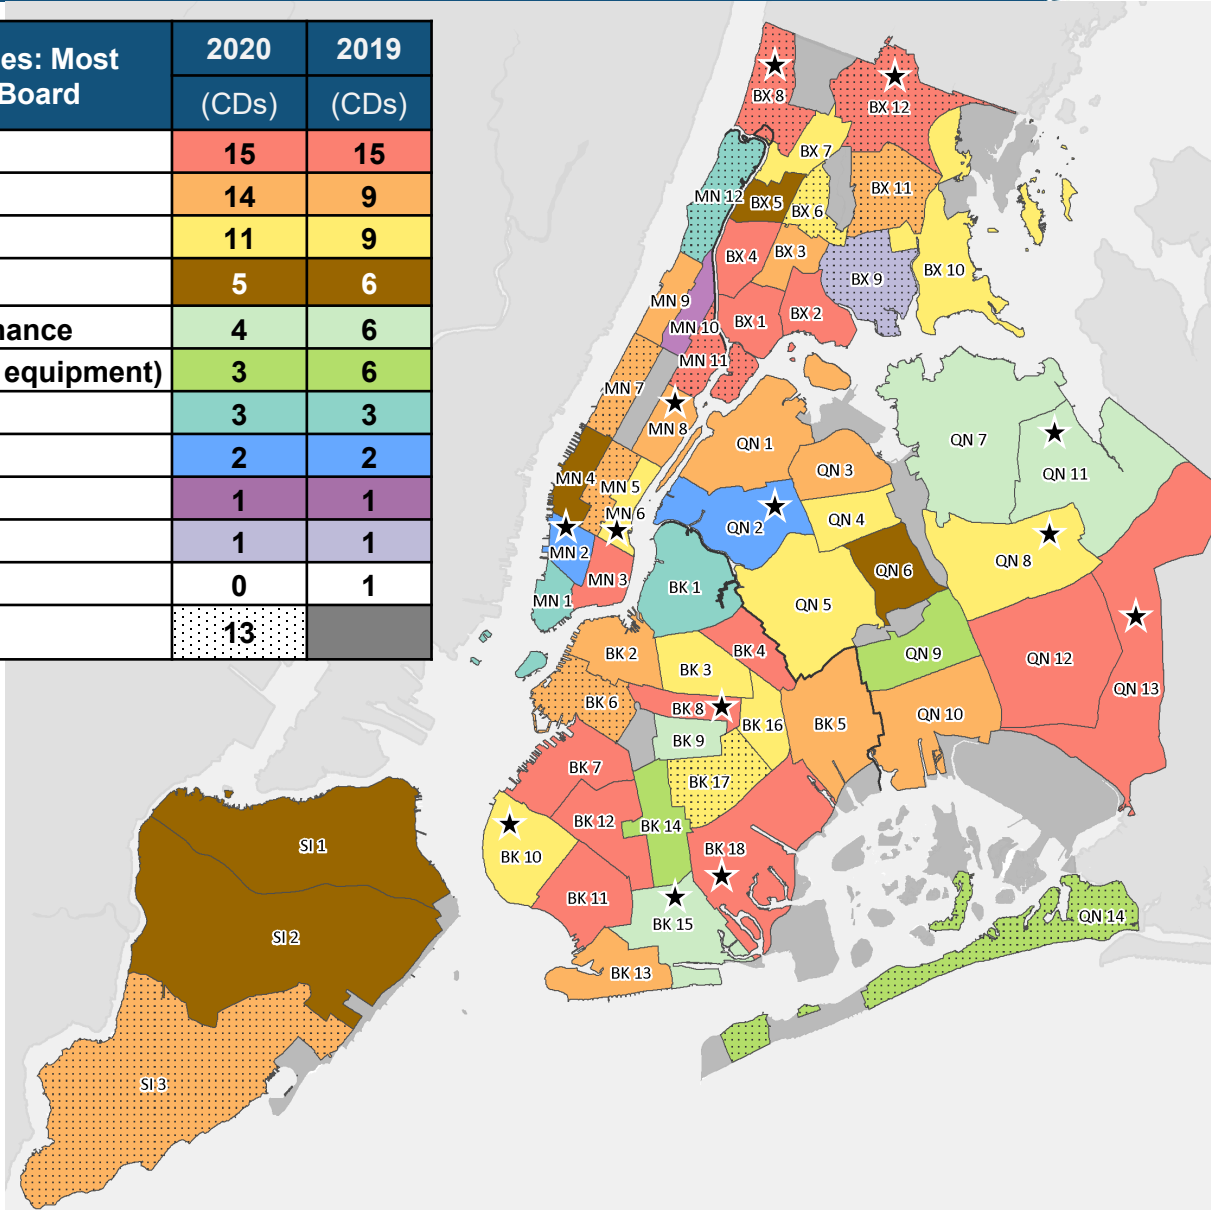 es: Most
Board
2020
2019
(CDs)
(CDs)
15
15
14
9
11
9
5
6
nance
4
6
equipment)
3
6
3
3
2
2
1
1
1
1
0
1
13
BX 8
BX 12
BX 7
MN 12
BX 5
BX 6
BX 11
BX 4
BX 3
BX 9
BX 10
MN 9
MN 10
BX 1
BX 2
MN 11
MN 7
MN 8
QN 1
QN 7
QN 3
QN 11
MN 4
MN 5
MN 6
QN 2
QN 4
MN 2
QN 8
MN 3
QN 6
BK 1
MN 1
QN 5
BK 2
BK 4
QN 9
QN 12
BK 3
QN 13
BK 6
BK 8
BK 16
BK 5
QN 10
BK 9
BK 7
BK 17
BK 12
BK 14
SI 1
BK 10
BK 18
BK 11
QN 14
BK 15
SI 2
BK 13
SI 3